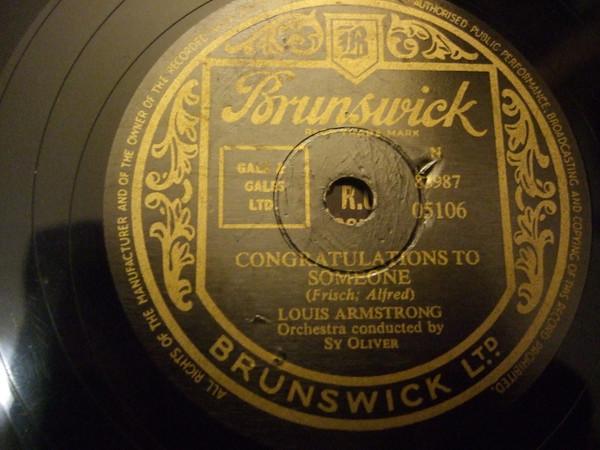 ALL RIGHTS OF THE MANUFACTURER AND OF THE OWNER OF THE RECORDED
AUTHORISED PUBLIC PERFORMANCE, BROADCASTING AND COPYING OF THIS RECORD PROHIBITED.
B
Brunswick
MARK
N
GALES
LTD.
R.
05106
CONGRATULATIONS TO
SOMEONE
(Frisch; Alfred)
LOUIS ARMSTRONG
Orchestra conducted by
SY OLIVER
BRUNSWICK LTD